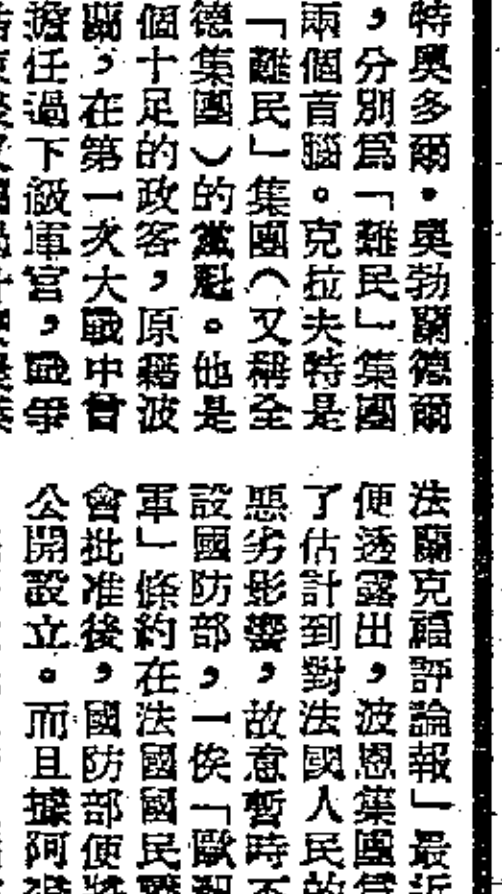 特奧多爾·奧勃蘭德爾
，分別爲「難民」集團
兩個首腦。克拉夫特是
「難民」集團（又稱全
德集團）的黨魁。他是
個十足的政客，原籍波
蘭，在第一次大戰中曾
擔任過下級軍官，戰爭
法蘭克福評論報」最近
便透露出，波恩集團當
了估計到對法國人民的
惡劣影響，故意暫時不
設國防部，一俟「歐洲
軍」條約在法國國民議
會批准後，國防部便將
公開設立。而且據阿